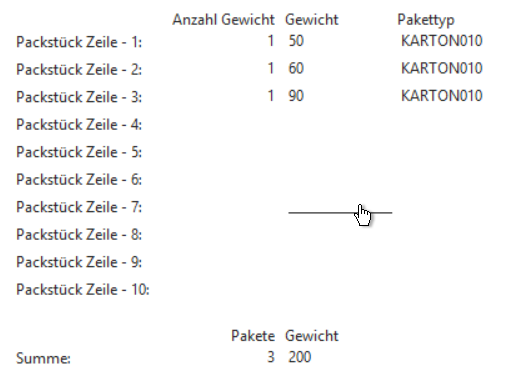 Anzahl Gewicht Gewicht Pakettyp
Packstück Zeile - 1: 1 50 KARTON010
Packstück Zeile - 2: 1 60 KARTON010
Packstück Zeile - 3: 1 90 KARTON010
Packstück Zeile - 4:
Packstück Zeile - 5:
Packstück Zeile - 6:
Packstück Zeile - 7:
Packstück Zeile - 8:
Packstück Zeile - 9:
Packstück Zeile - 10:
Pakete Gewicht
Summe: 3 200